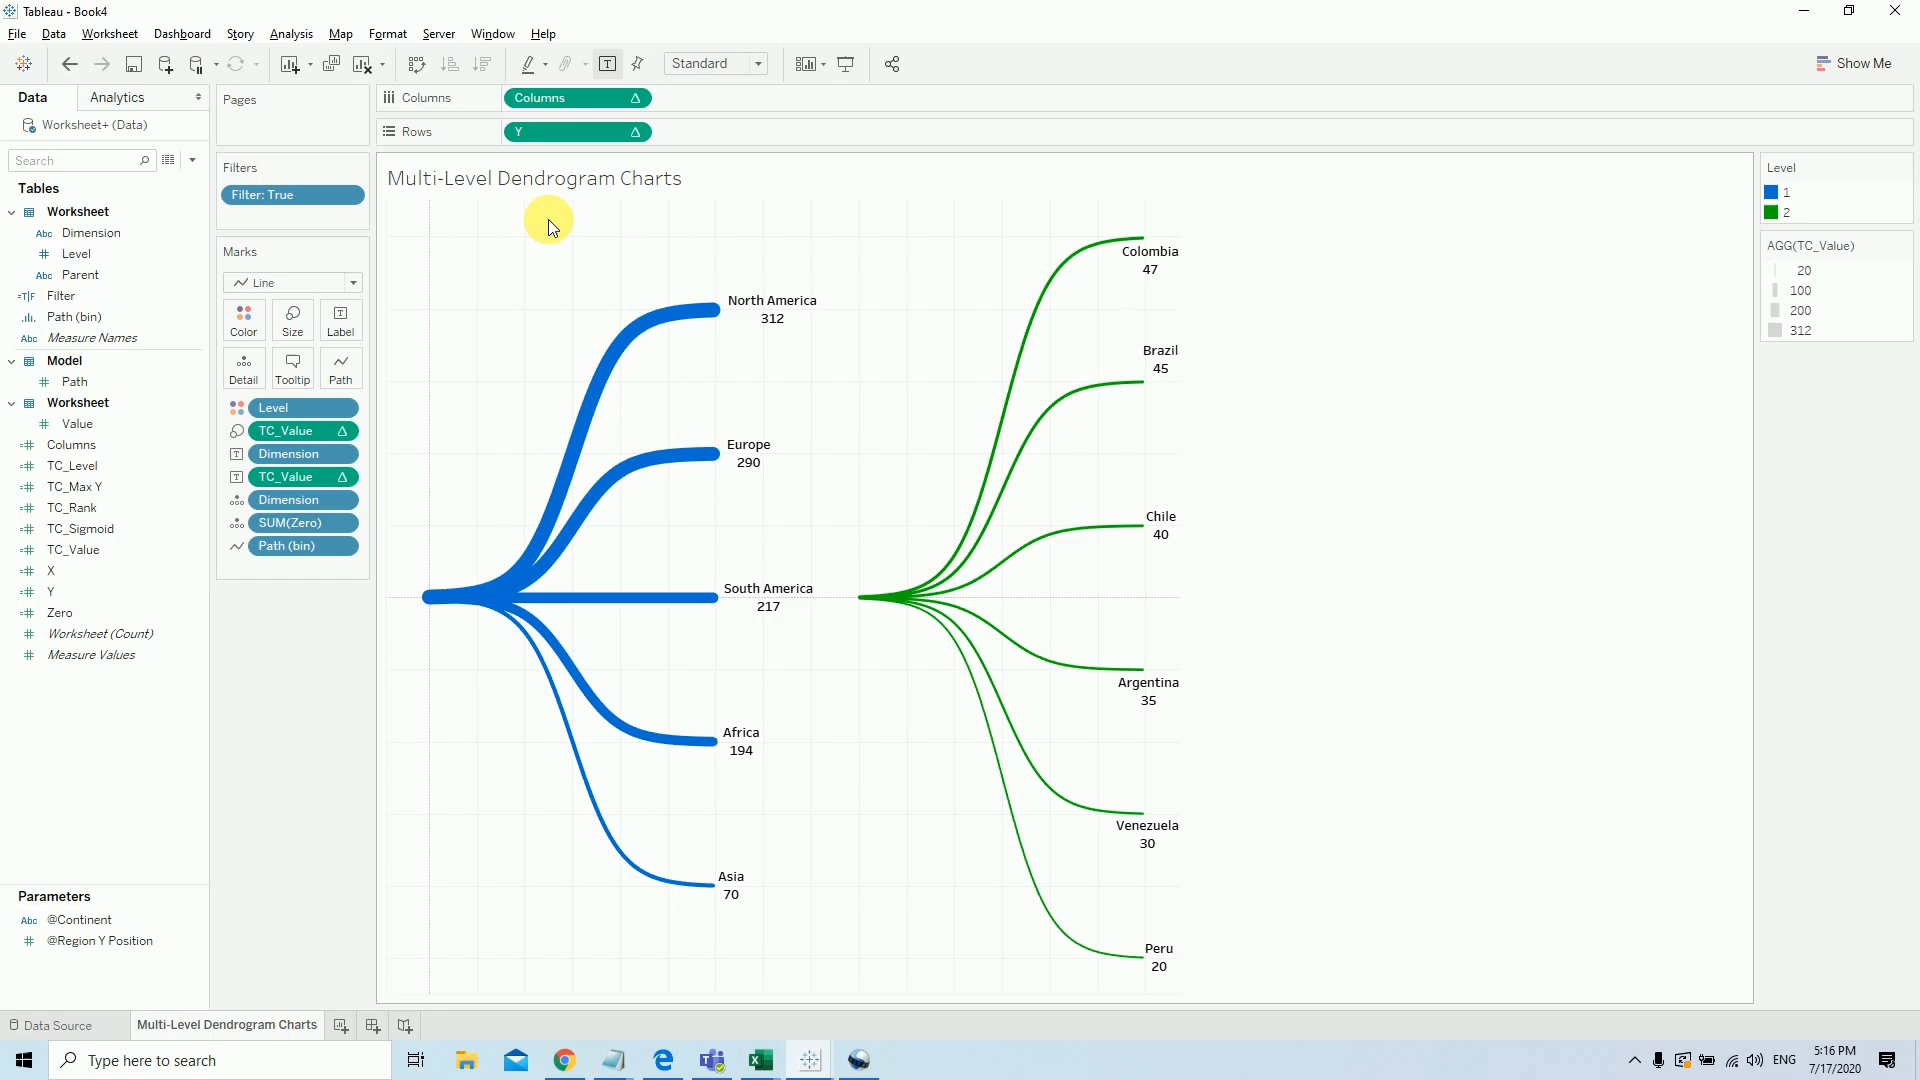 Tableau - Book4
File Data Worksheet Dashboard Story Analysis Map Format Server Window Help
Standard
Show Me
Data Analytics
Worksheet+ (Data)
Search
Tables
Worksheet
Abc Dimension
# Level
Abc Parent
=T|F Filter
Path (bin)
Abc Measure Names
Model
# Path
Worksheet
# Value
=# Columns
=# TC_Level
=# TC_Max Y
=# TC_Rank
=# TC_Sigmoid
=# TC_Value
=# X
=# Y
=# Zero
# Worksheet (Count)
# Measure Values
Parameters
Abc @Continent
# @Region Y Position
Pages
Filters
Filter: True
Marks
Line
Color Size Label
Detail Tooltip Path
Level
TC_Value Δ
Dimension
TC_Value Δ
Dimension
SUM(Zero)
Path (bin)
Columns Columns Δ
Rows Y Δ
Multi-Level Dendrogram Charts
North America
312
Europe
290
South America
217
Africa
194
Asia
70
Colombia
47
Brazil
45
Chile
40
Argentina
35
Venezuela
30
Peru
20
Level
1
2
AGG(TC_Value)
20
100
200
312
Data Source Multi-Level Dendrogram Charts
Type here to search
ENG
5:16 PM
7/17/2020